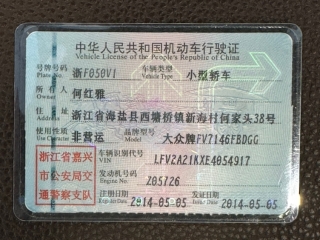 中华人民共和国机动车行驶证
Vehicle License of the People's Republic of China
号牌号码 Plate No. 浙F050V1 车辆类型 Vehicle Type 小型轿车
所有人 Owner 何红雅
住址 Address 浙江省海盐县西塘桥镇新海村何家头38号
使用性质 Use Character 非营运 品牌型号 Model 大众牌FV7146FBDGG
浙江省嘉兴市公安局交通警察支队
车辆识别代号 VIN LFV2A21KXE4054917
发动机号码 Engine No. Z05726
注册日期 Register Date 2014-05-05 发证日期 Issue Date 2014-05-05